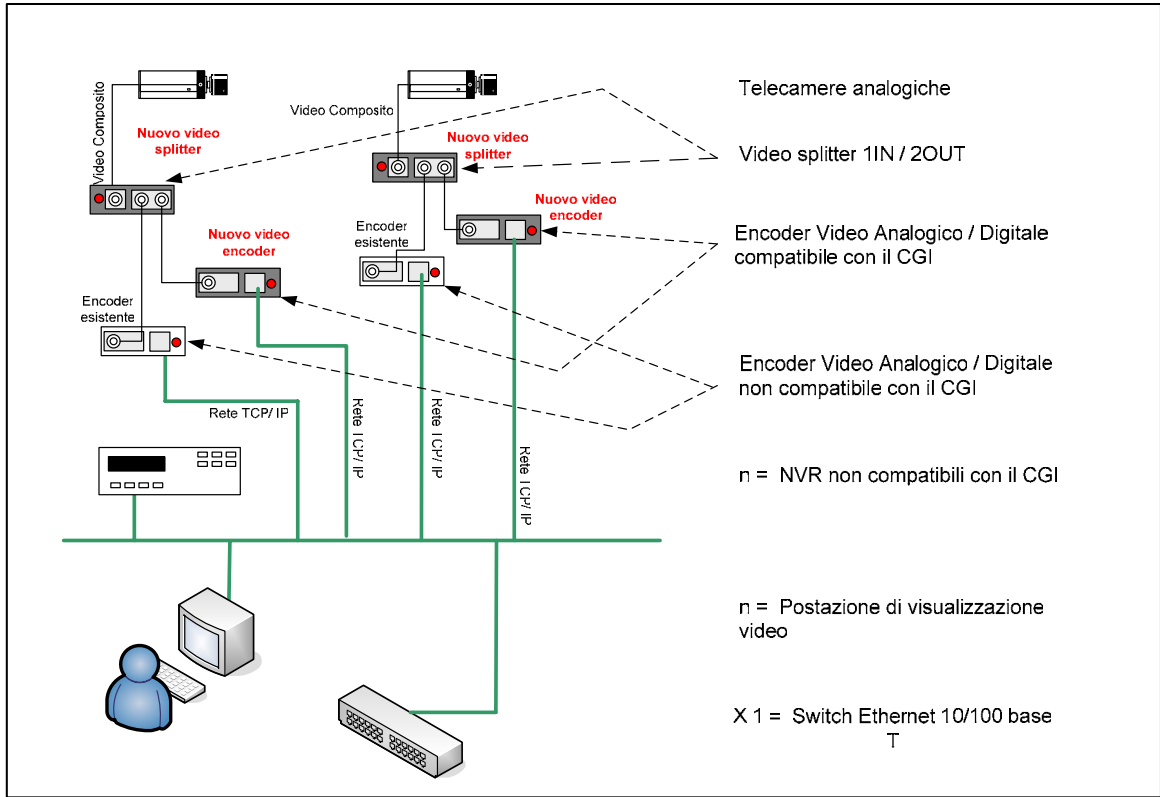 Telecamere analogiche
Video Composito
Video Composito
Nuovo video
splitter
Nuovo video
splitter
Video splitter 1IN / 2OUT
Nuovo video
encoder
Nuovo video
encoder
Encoder
esistente
Encoder Video Analogico / Digitale
compatibile con il CGI
Encoder
esistente
Encoder Video Analogico / Digitale
non compatibile con il CGI
Rete TCP/ IP
Rete TCP/ IP
Rete TCP/ IP
Rete TCP/ IP
n = NVR non compatibili con il CGI
n = Postazione di visualizzazione
video
X 1 = Switch Ethernet 10/100 base
T